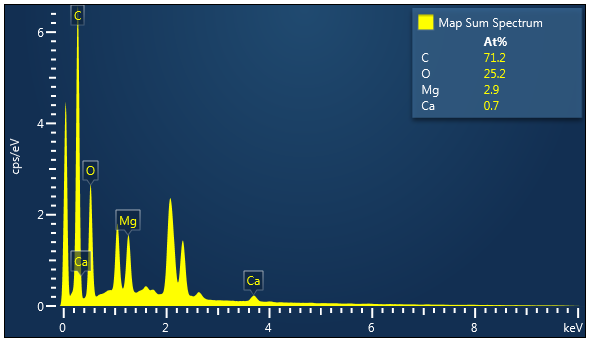 Map Sum Spectrum
At%
C 71.2
O 25.2
Mg 2.9
Ca 0.7
C
O
Mg
Ca
Ca
cps/eV
6
4
2
0
0 2 4 6 8 keV